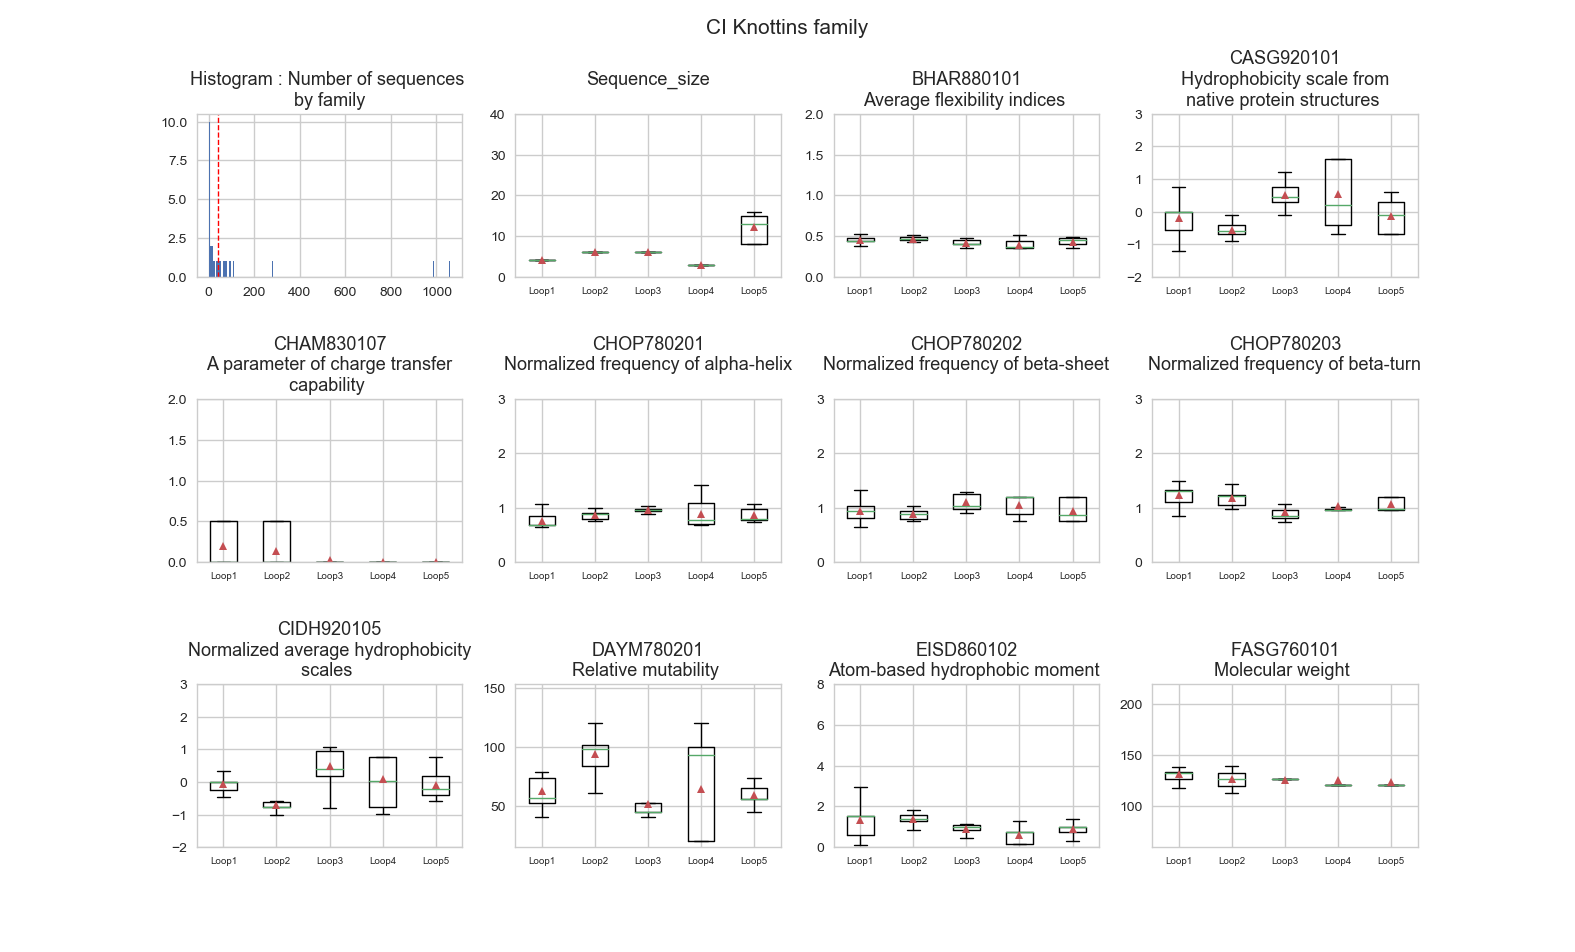 CI Knottins family
Histogram : Number of sequences
by family
10.0
7.5
5.0
2.5
0.0
0 200 400 600 800 1000
Sequence_size
40
30
20
10
0
Loop1 Loop2 Loop3 Loop4 Loop5
BHAR880101
Average flexibility indices
2.0
1.5
1.0
0.5
0.0
Loop1 Loop2 Loop3 Loop4 Loop5
CASG920101
Hydrophobicity scale from
native protein structures
3
2
1
0
−1
−2
Loop1 Loop2 Loop3 Loop4 Loop5
CHAM830107
A parameter of charge transfer
capability
2.0
1.5
1.0
0.5
0.0
Loop1 Loop2 Loop3 Loop4 Loop5
CHOP780201
Normalized frequency of alpha-helix
3
2
1
0
Loop1 Loop2 Loop3 Loop4 Loop5
CHOP780202
Normalized frequency of beta-sheet
3
2
1
0
Loop1 Loop2 Loop3 Loop4 Loop5
CHOP780203
Normalized frequency of beta-turn
3
2
1
0
Loop1 Loop2 Loop3 Loop4 Loop5
CIDH920105
Normalized average hydrophobicity
scales
3
2
1
0
−1
−2
Loop1 Loop2 Loop3 Loop4 Loop5
DAYM780201
Relative mutability
150
100
50
Loop1 Loop2 Loop3 Loop4 Loop5
EISD860102
Atom-based hydrophobic moment
8
6
4
2
0
Loop1 Loop2 Loop3 Loop4 Loop5
FASG760101
Molecular weight
200
150
100
Loop1 Loop2 Loop3 Loop4 Loop5